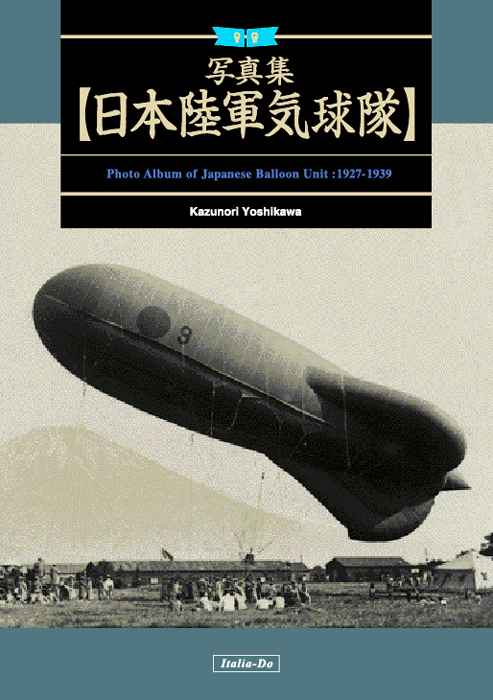 写真集
【日本陸軍気球隊】
Photo Album of Japanese Balloon Unit :1927-1939
Kazunori Yoshikawa
9
Italia-Do